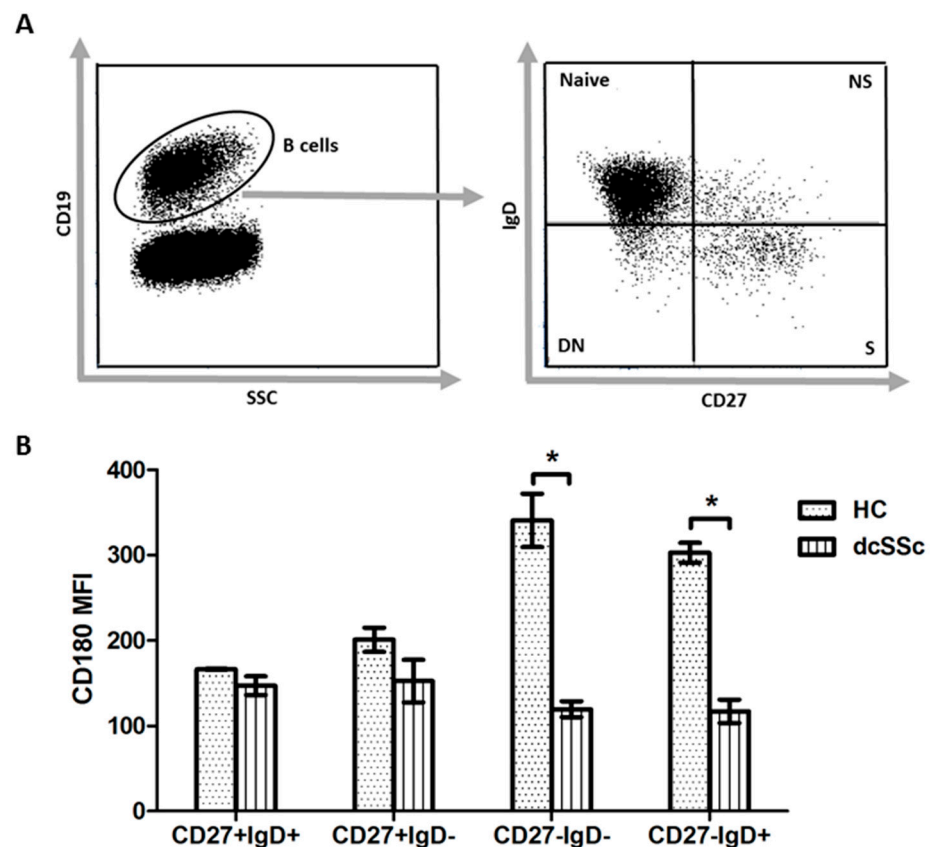 A
CD19
B cells
SSC
IgD
Naive
NS
DN
S
CD27
B
CD180 MFI
400
300
200
100
0
*
*
HC
dcSSc
CD27+IgD+
CD27+IgD-
CD27-IgD-
CD27-IgD+